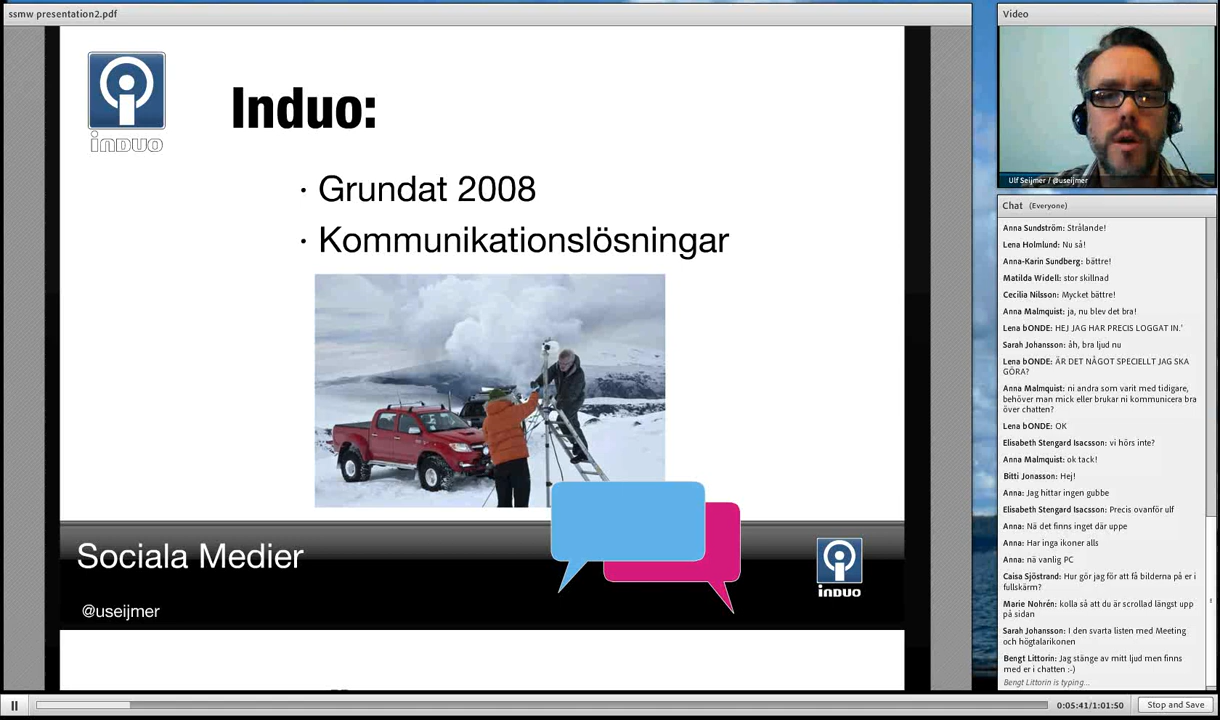 ssmw presentation2.pdf
INDUO
Induo:
· Grundat 2008
· Kommunikationslösningar
Sociala Medier
INDUO
@useijmer
Video
Ulf Seijmer / @useijmer
Chat (Everyone)
Anna Sundström: Strålande!
Lena Holmlund: Nu så!
Anna-Karin Sundberg: bättre!
Matilda Widell: stor skillnad
Cecilia Nilsson: Mycket bättre!
Anna Malmquist: ja, nu blev det bra!
Lena bONDE: HEJ JAG HAR PRECIS LOGGAT IN.'
Sarah Johansson: åh, bra ljud nu
Lena bONDE: ÄR DET NÅGOT SPECIELLT JAG SKA
GÖRA?
Anna Malmquist: ni andra som varit med tidigare,
behöver man mick eller brukar ni kommunicera bra
över chatten?
Lena bONDE: OK
Elisabeth Stengard Isacsson: vi hörs inte?
Anna Malmquist: ok tack!
Bitti Jonasson: Hej!
Anna: Jag hittar ingen gubbe
Elisabeth Stengard Isacsson: Precis ovanför ulf
Anna: Nä det finns inget där uppe
Anna: Har inga ikoner alls
Anna: nä vanlig PC
Caisa Sjöstrand: Hur gör jag för att få bilderna på er i
fullskärm?
Marie Nohrén: kolla så att du är scrollad längst upp
på sidan
Sarah Johansson: I den svarta listen med Meeting
och högtalarikonen
Bengt Littorin: Jag stänge av mitt ljud men finns
med er i chatten :-)
Bengt Littorin is typing...
0:05:41/1:01:50
Stop and Save